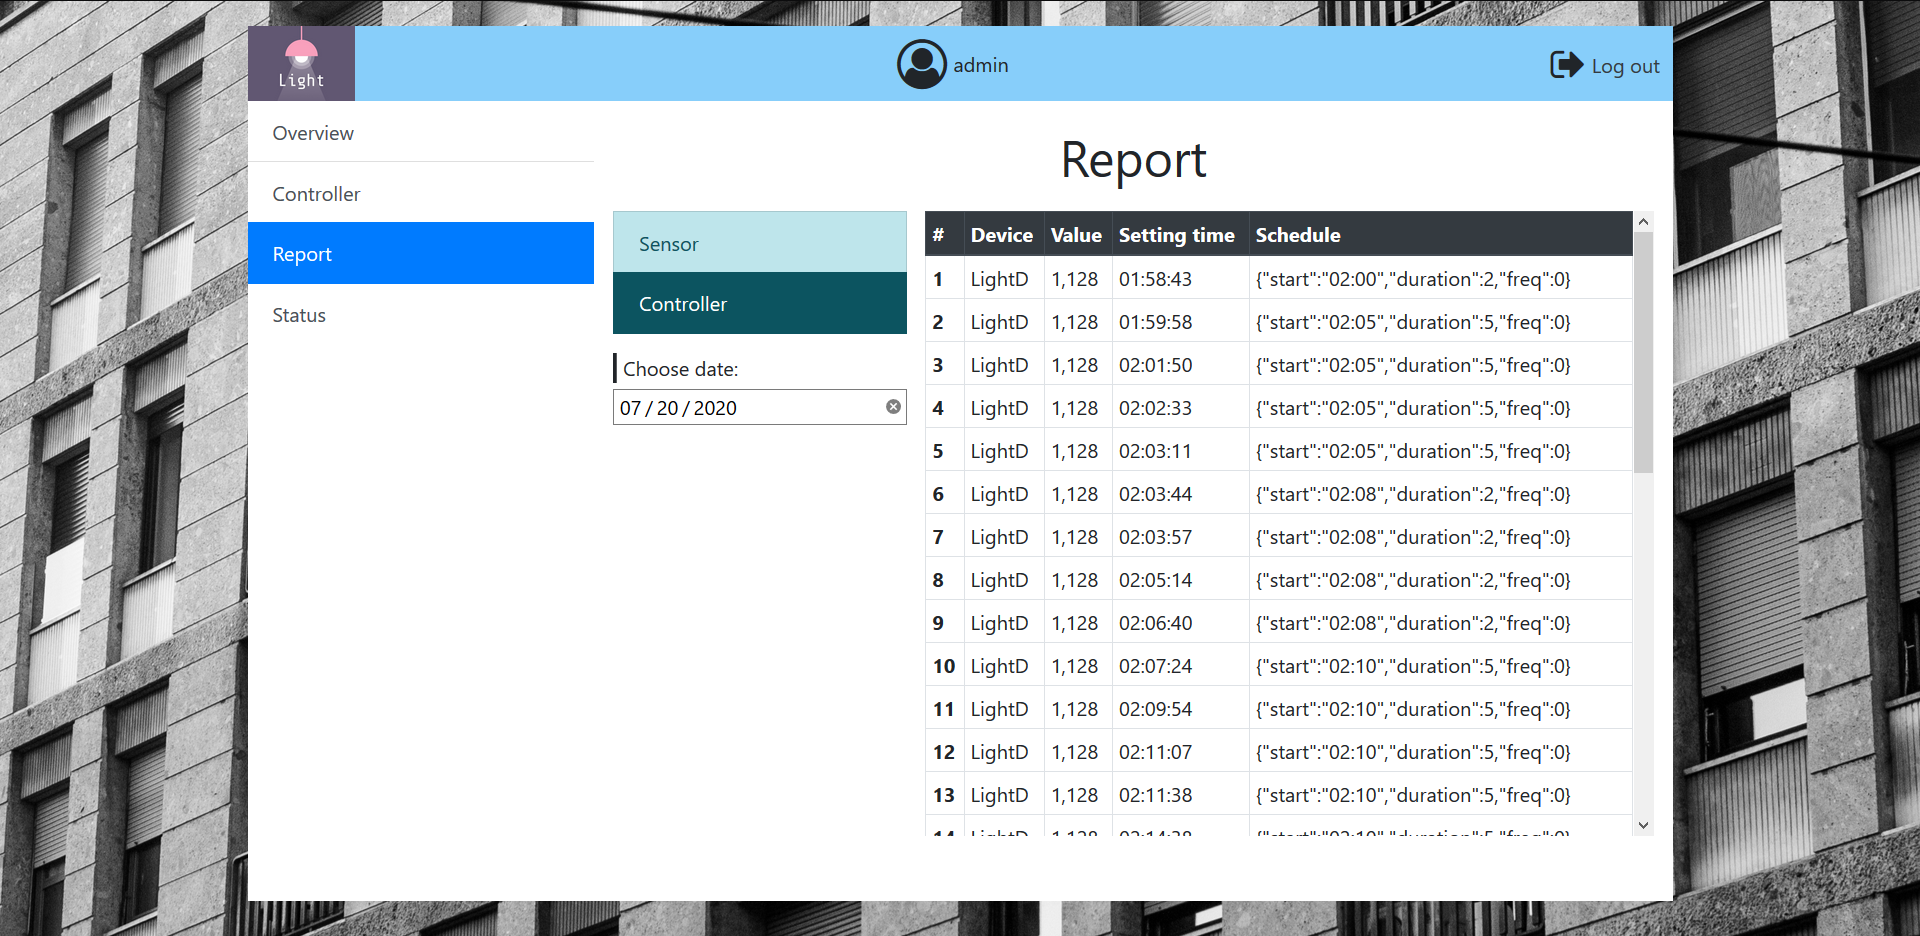 Light
admin
Log out
Overview
Controller
Report
Status
Report
Sensor
Controller
Choose date:
07 / 20 / 2020
# Device Value Setting time Schedule
1 LightD 1,128 01:58:43 {"start":"02:00","duration":2,"freq":0}
2 LightD 1,128 01:59:58 {"start":"02:05","duration":5,"freq":0}
3 LightD 1,128 02:01:50 {"start":"02:05","duration":5,"freq":0}
4 LightD 1,128 02:02:33 {"start":"02:05","duration":5,"freq":0}
5 LightD 1,128 02:03:11 {"start":"02:05","duration":5,"freq":0}
6 LightD 1,128 02:03:44 {"start":"02:08","duration":2,"freq":0}
7 LightD 1,128 02:03:57 {"start":"02:08","duration":2,"freq":0}
8 LightD 1,128 02:05:14 {"start":"02:08","duration":2,"freq":0}
9 LightD 1,128 02:06:40 {"start":"02:08","duration":2,"freq":0}
10 LightD 1,128 02:07:24 {"start":"02:10","duration":5,"freq":0}
11 LightD 1,128 02:09:54 {"start":"02:10","duration":5,"freq":0}
12 LightD 1,128 02:11:07 {"start":"02:10","duration":5,"freq":0}
13 LightD 1,128 02:11:38 {"start":"02:10","duration":5,"freq":0}